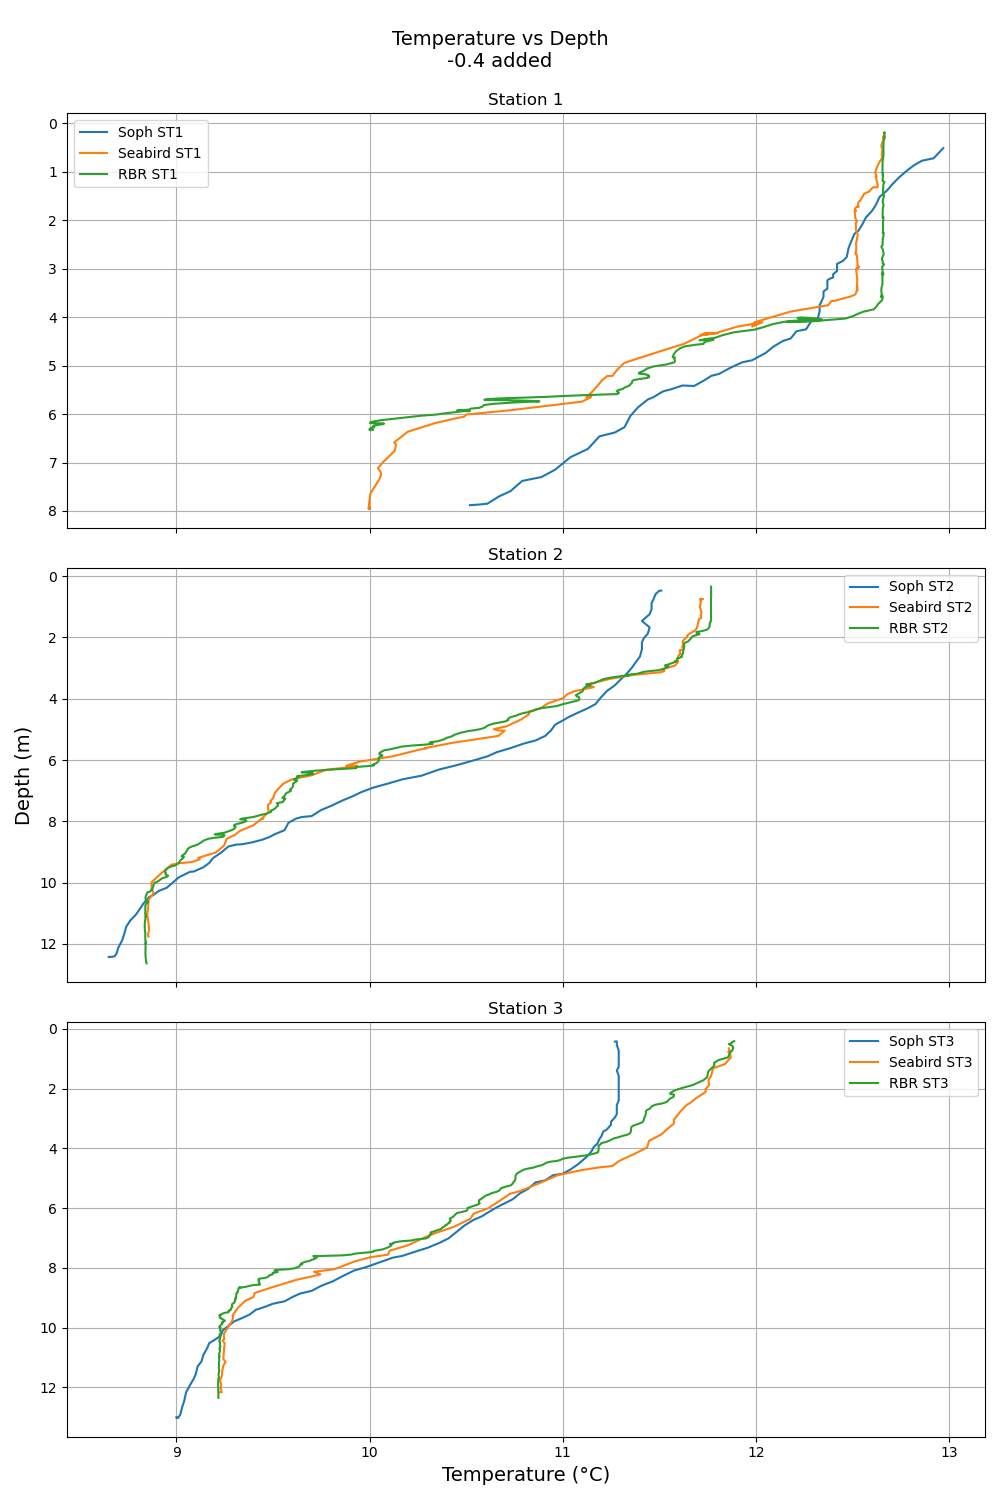 Temperature vs Depth
-0.4 added
Station 1
Soph ST1
Seabird ST1
RBR ST1
0
1
2
3
4
5
6
7
8
Station 2
Soph ST2
Seabird ST2
RBR ST2
0
2
4
6
8
10
12
Depth (m)
Station 3
Soph ST3
Seabird ST3
RBR ST3
0
2
4
6
8
10
12
9 10 11 12 13
Temperature (°C)